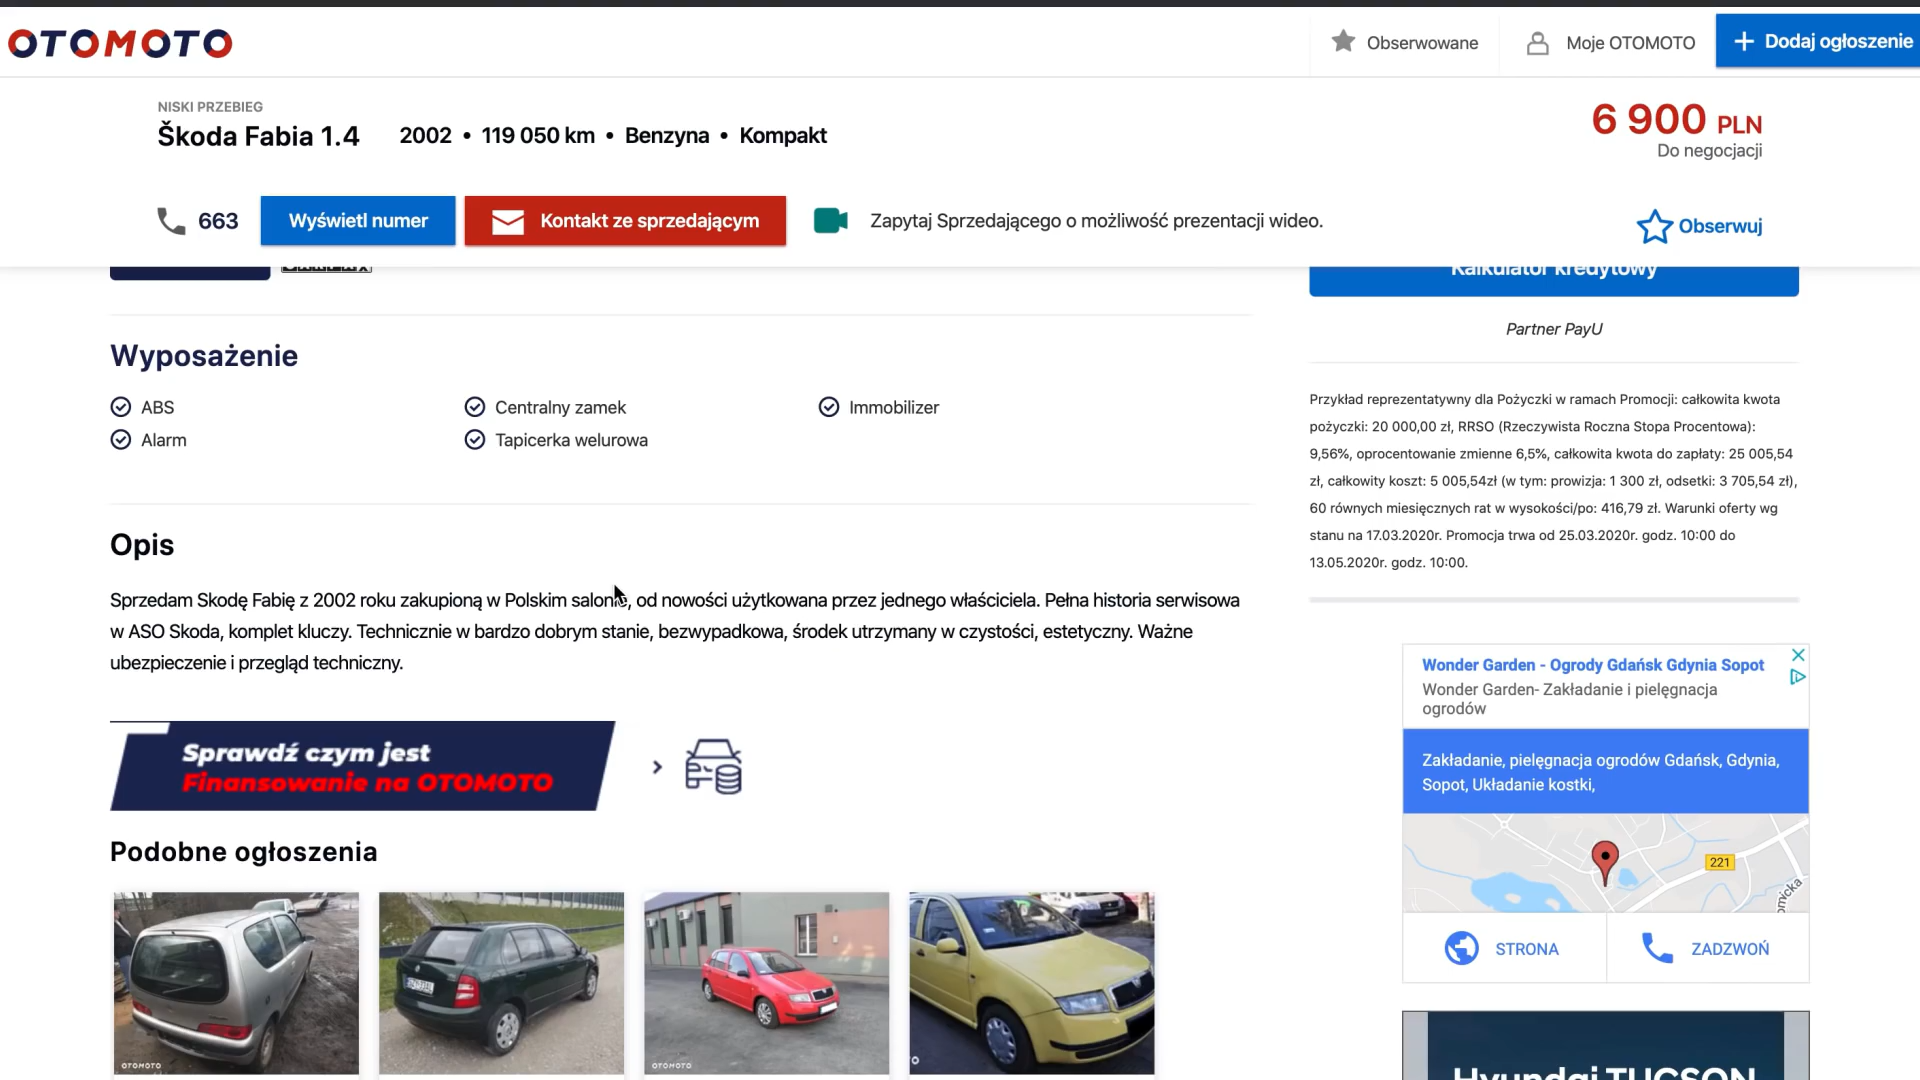 OTOMOTO
Obserwowane
Moje OTOMOTO
Dodaj ogłoszenie
NISKI PRZEBIEG
Škoda Fabia 1.4
2002 • 119 050 km • Benzyna • Kompakt
6 900 PLN
Do negocjacji
663
Wyświetl numer
Kontakt ze sprzedającym
Zapytaj Sprzedającego o możliwość prezentacji wideo.
Obserwuj
Kalkulator kredytowy
Partner PayU
Wyposażenie
ABS
Centralny zamek
Immobilizer
Alarm
Tapicerka welurowa
Przykład reprezentatywny dla Pożyczki w ramach Promocji: całkowita kwota
pożyczki: 20 000,00 zł, RRSO (Rzeczywista Roczna Stopa Procentowa):
9,56%, oprocentowanie zmienne 6,5%, całkowita kwota do zapłaty: 25 005,54
zł, całkowity koszt: 5 005,54zł (w tym: prowizja: 1 300 zł, odsetki: 3 705,54 zł),
60 równych miesięcznych rat w wysokości/po: 416,79 zł. Warunki oferty wg
stanu na 17.03.2020r. Promocja trwa od 25.03.2020r. godz. 10:00 do
13.05.2020r. godz. 10:00.
Opis
Sprzedam Skodę Fabię z 2002 roku zakupioną w Polskim salonie, od nowości użytkowana przez jednego właściciela. Pełna historia serwisowa
w ASO Skoda, komplet kluczy. Technicznie w bardzo dobrym stanie, bezwypadkowa, środek utrzymany w czystości, estetyczny. Ważne
ubezpieczenie i przegląd techniczny.
Sprawdź czym jest
Finansowanie na OTOMOTO
Wonder Garden - Ogrody Gdańsk Gdynia Sopot
Wonder Garden- Zakładanie i pielęgnacja
ogrodów
Zakładanie, pielęgnacja ogrodów Gdańsk, Gdynia,
Sopot, Układanie kostki,
221
STRONA
ZADZWOŃ
Podobne ogłoszenia
OTOMOTO
OTOMOTO
Hyundai TUCSON